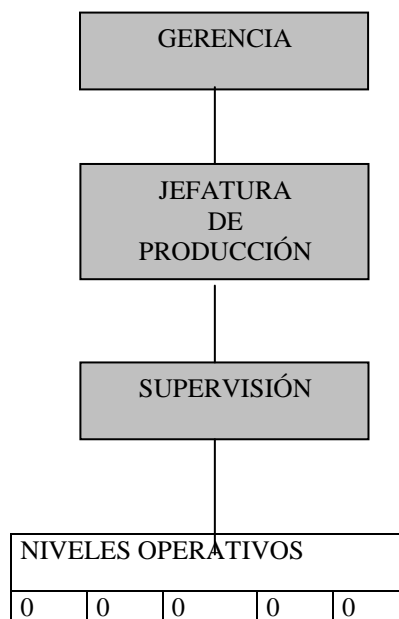 GERENCIA
JEFATURA
DE
PRODUCCIÓN
SUPERVISIÓN
NIVELES OPERATIVOS
0 0 0 0 0